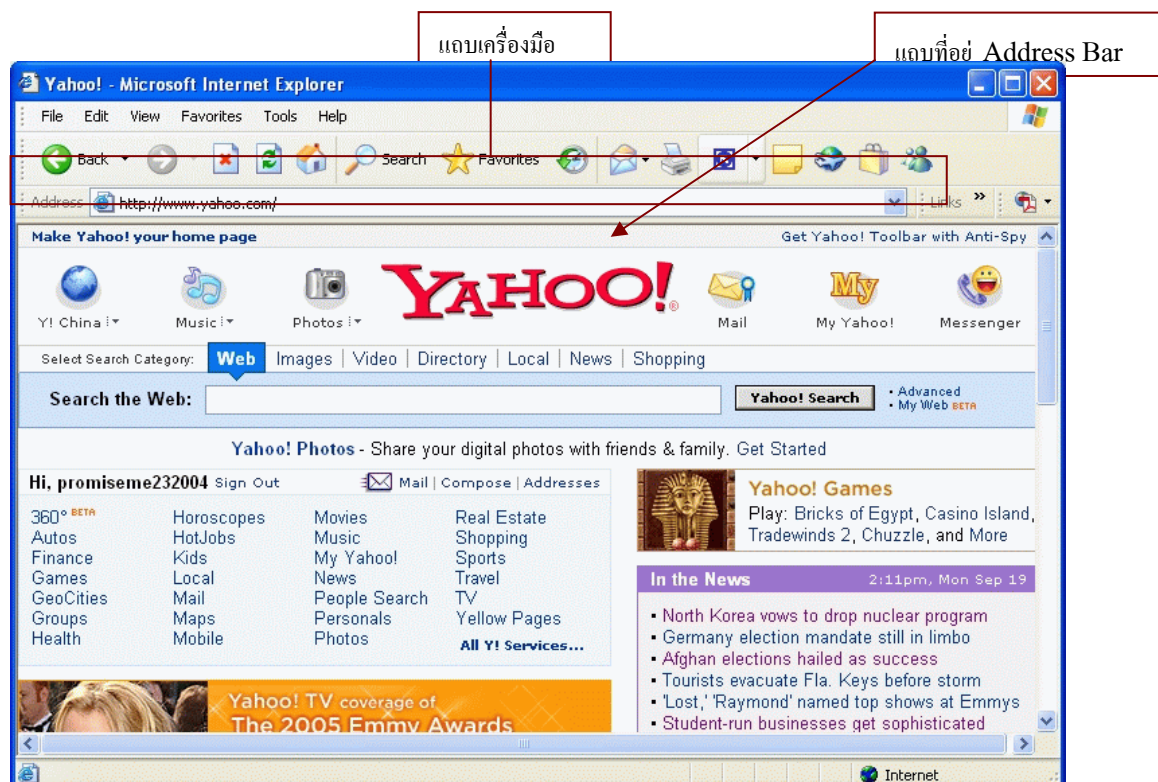 แถบเครื่องมือ
แถบที่อยู่ Address Bar
Yahoo! - Microsoft Internet Explorer
File Edit View Favorites Tools Help
Back Search Favorites
Address http://www.yahoo.com/ Links »
Make Yahoo! your home page Get Yahoo! Toolbar with Anti-Spy
YAHOO!
Y! China Music Photos Mail My Yahoo! Messenger
Select Search Category: Web Images | Video | Directory | Local | News | Shopping
Search the Web: Yahoo! Search • Advanced
• My Web BETA
Yahoo! Photos - Share your digital photos with friends & family. Get Started
Hi, promiseme232004 Sign Out Mail | Compose | Addresses
360° BETA Horoscopes Movies Real Estate
Autos HotJobs Music Shopping
Finance Kids My Yahoo! Sports
Games Local News Travel
GeoCities Mail People Search TV
Groups Maps Personals Yellow Pages
Health Mobile Photos All Y! Services...
Yahoo! Games
Play: Bricks of Egypt, Casino Island,
Tradewinds 2, Chuzzle, and More
In the News 2:11pm, Mon Sep 19
• North Korea vows to drop nuclear program
• Germany election mandate still in limbo
• Afghan elections hailed as success
• Tourists evacuate Fla. Keys before storm
• 'Lost,' 'Raymond' named top shows at Emmys
• Student-run businesses get sophisticated
Yahoo! TV coverage of
The 2005 Emmy Awards
Internet